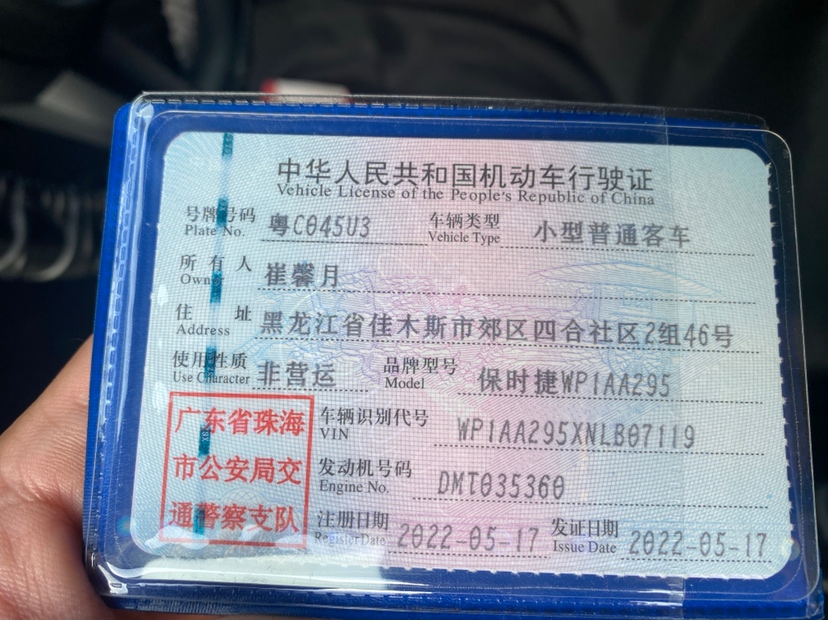 中华人民共和国机动车行驶证
Vehicle License of the People's Republic of China
号牌号码 粤C045U3 车辆类型 小型普通客车
Plate No. Vehicle Type
所有人 崔馨月
Owner
住址 黑龙江省佳木斯市郊区四合社区2组46号
Address
使用性质 非营运 品牌型号 保时捷WP1AA295
Use Character Model
广东省珠海
市公安局交
通警察支队
车辆识别代号 WP1AA295XNLB07119
VIN
发动机号码 DMT035360
Engine No.
注册日期 2022-05-17 发证日期 2022-05-17
Register Date Issue Date